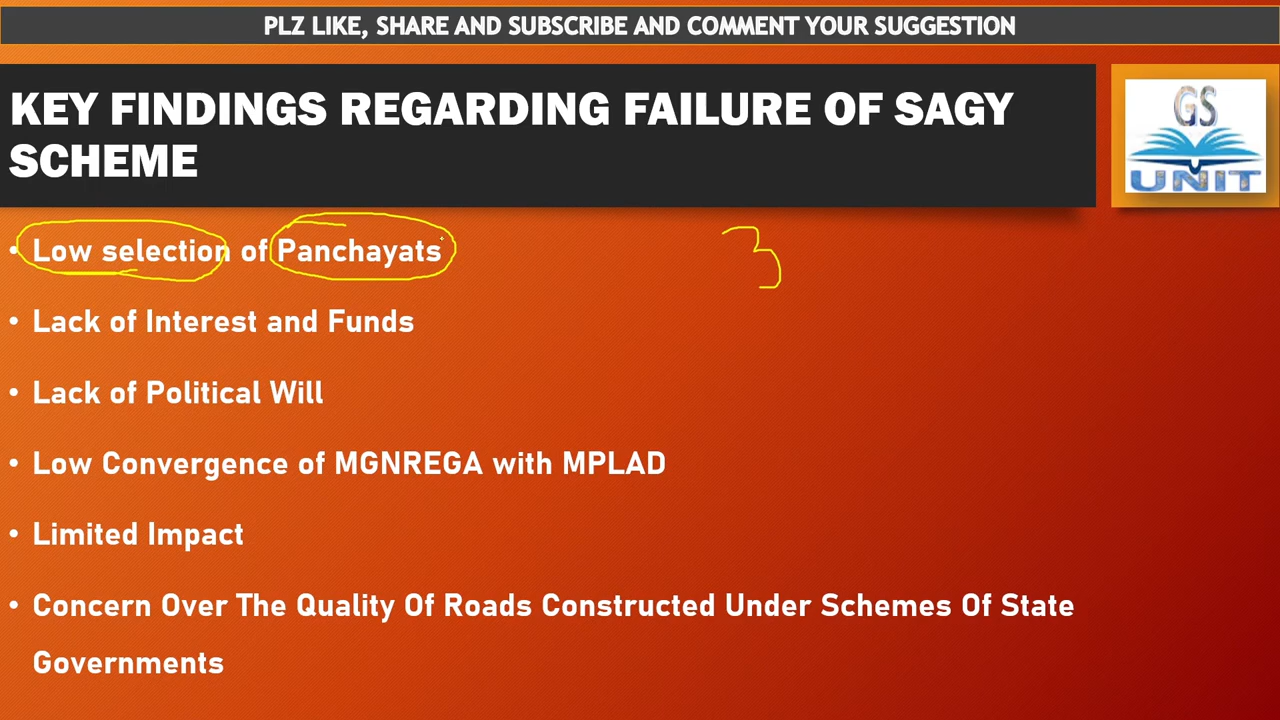 PLZ LIKE, SHARE AND SUBSCRIBE AND COMMENT YOUR SUGGESTION
KEY FINDINGS REGARDING FAILURE OF SAGY
SCHEME
GS
UNIT
• Low selection of Panchayats
3
• Lack of Interest and Funds
• Lack of Political Will
• Low Convergence of MGNREGA with MPLAD
• Limited Impact
• Concern Over The Quality Of Roads Constructed Under Schemes Of State
Governments